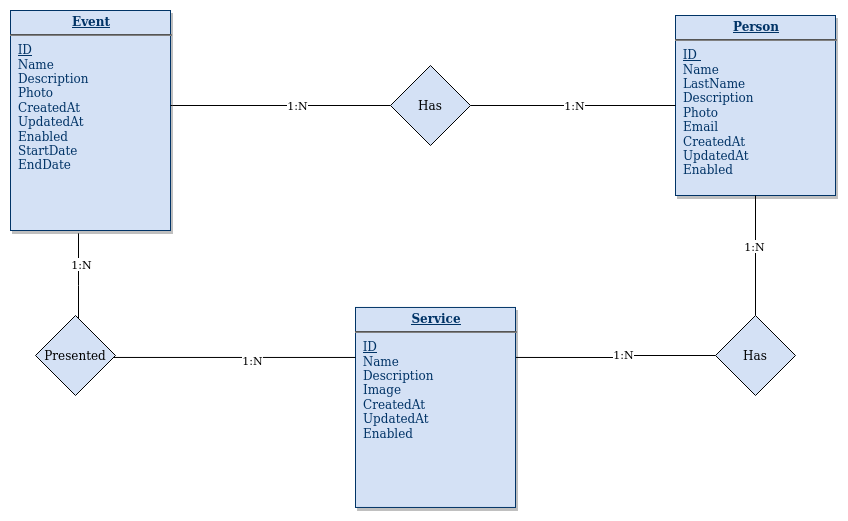 Event
ID
Name
Description
Photo
CreatedAt
UpdatedAt
Enabled
StartDate
EndDate
1:N
Has
1:N
Person
ID
Name
LastName
Description
Photo
Email
CreatedAt
UpdatedAt
Enabled
1:N
1:N
Presented
1:N
Service
ID
Name
Description
Image
CreatedAt
UpdatedAt
Enabled
1:N
Has